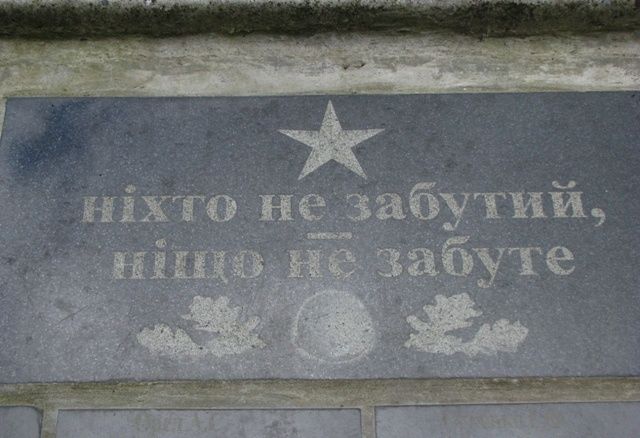 ніхто не забутий,
ніщо не забуте